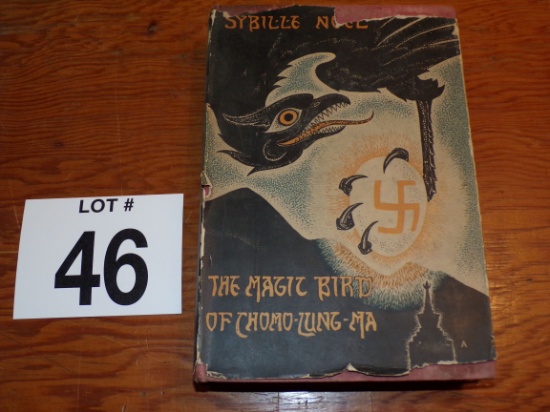 LOT #
46
SYBILLE NOEL
THE MAGIC BIRD
OF CHOMO-LUNG-MA
A